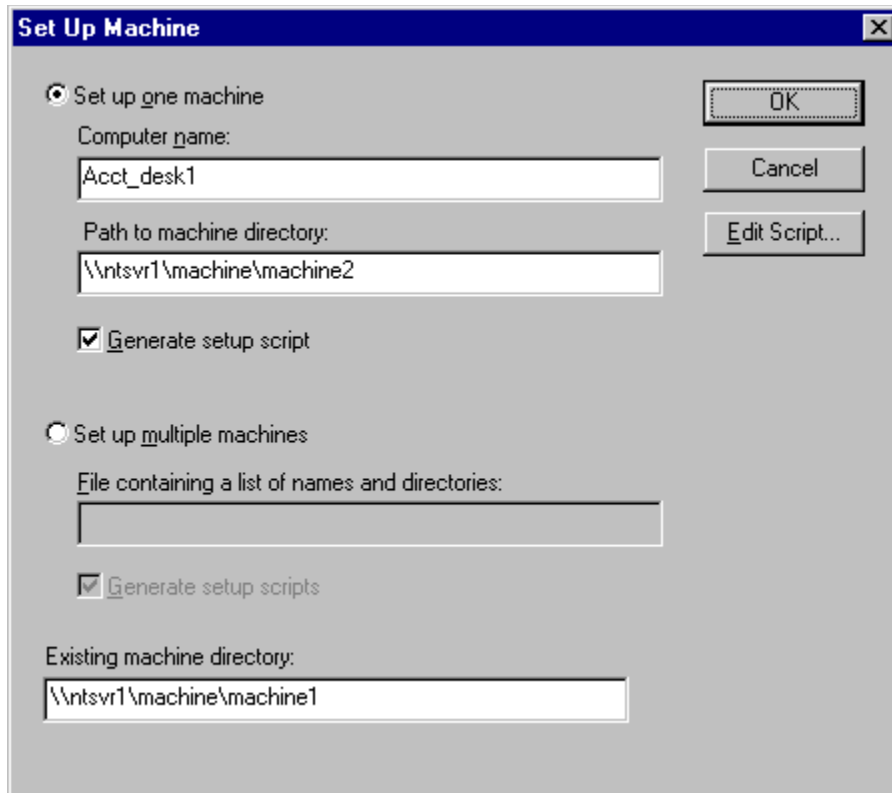 Set Up Machine
Set up one machine
OK
Computer name:
Acct_desk1
Cancel
Path to machine directory:
Edit Script...
\\ntsvr1\machine\machine2
Generate setup script
Set up multiple machines
File containing a list of names and directories:
Generate setup scripts
Existing machine directory:
\\ntsvr1\machine\machine1